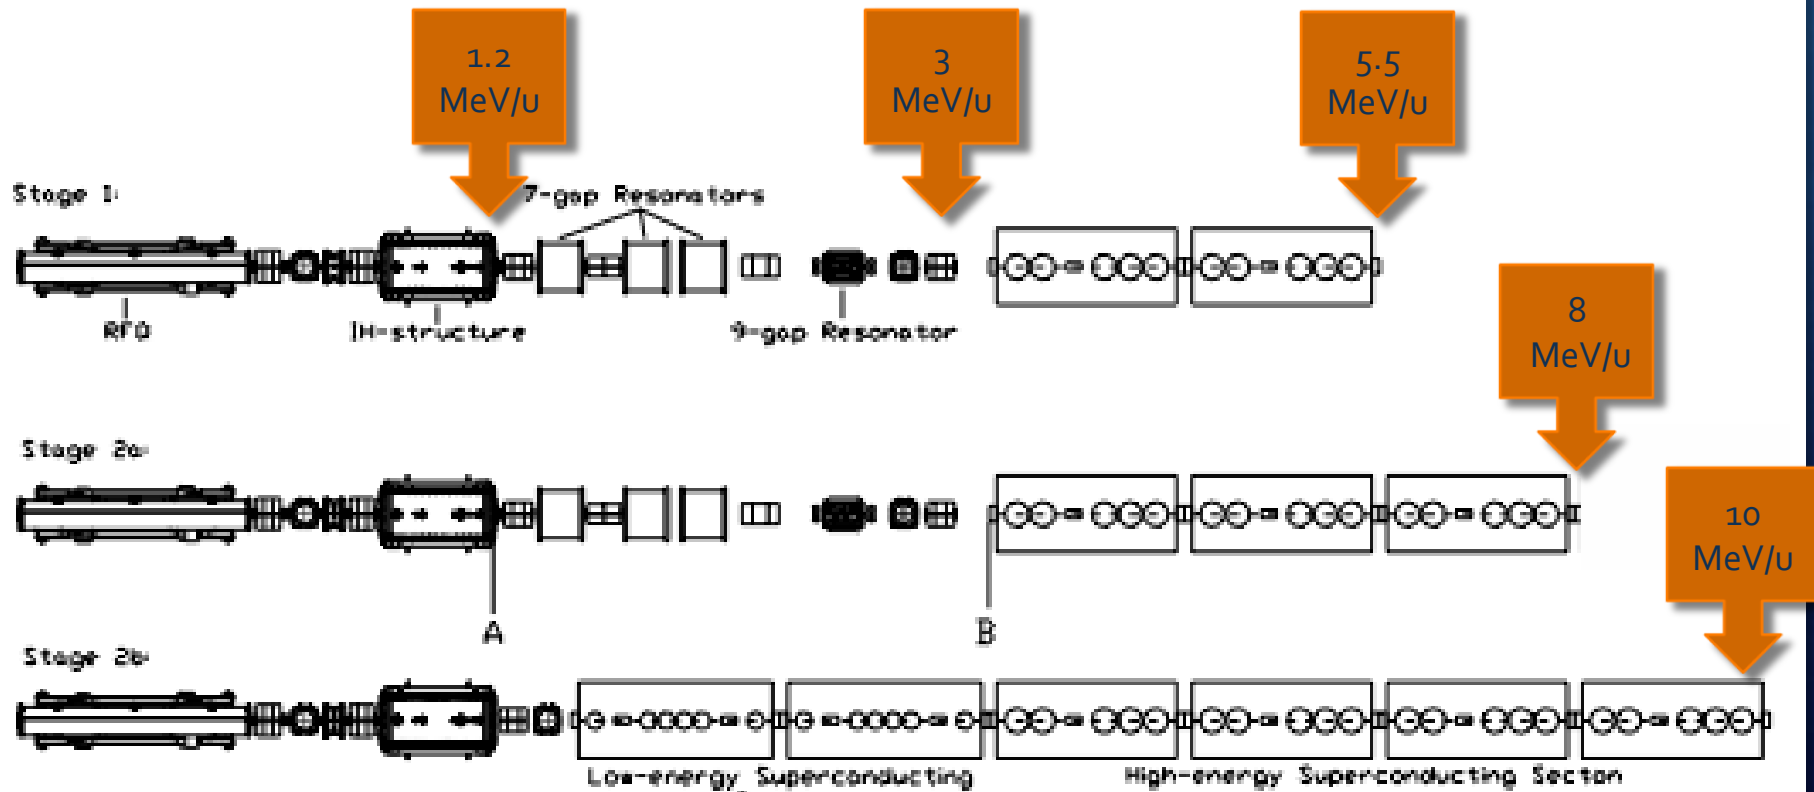 1.2
MeV/u
3
MeV/u
5.5
MeV/u
Stage 1:
7-gap Resonators
RFQ
IH-structure
9-gap Resonator
8
MeV/u
Stage 2a:
10
MeV/u
A
B
Stage 2b:
Low-energy Superconducting
High-energy Superconducting Secton